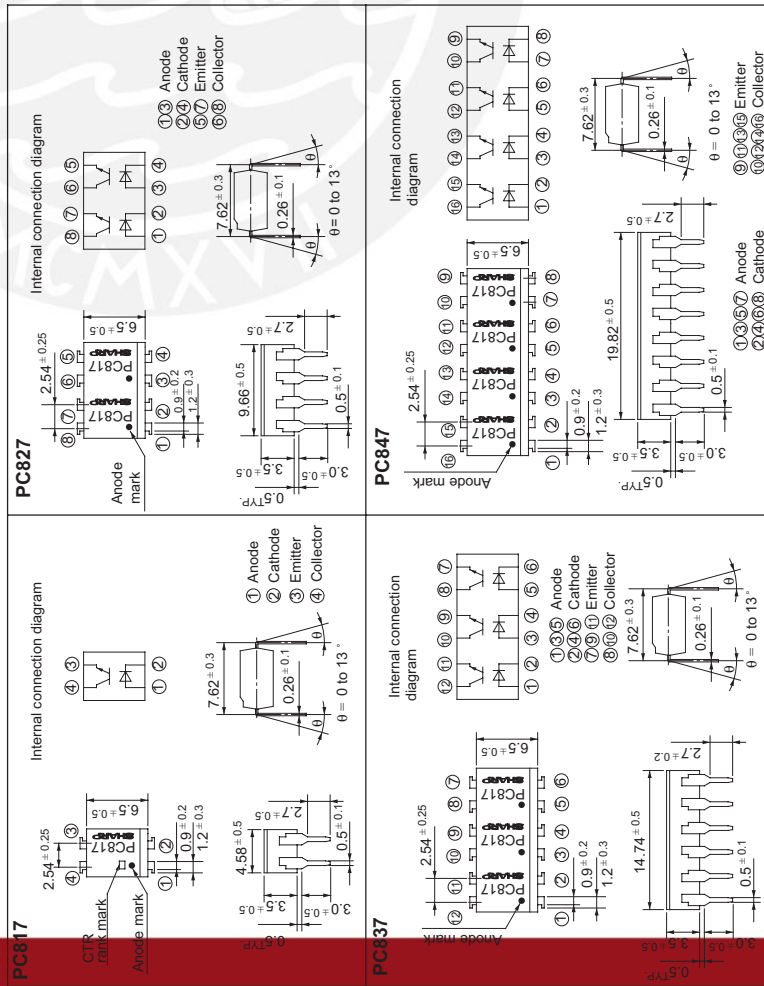 PC817
Internal connection diagram
④ ③
① ②
① Anode
② Cathode
③ Emitter
④ Collector
2.54 ± 0.25
④ ③
CTR
rank mark
Anode mark
PC817
SHARP
6.5 ± 0.5
① ②
0.9 ± 0.2
1.2 ± 0.3
7.62 ± 0.3
0.26 ± 0.1
θ θ
θ = 0 to 13˚
4.58 ± 0.5
3.5 ± 0.5
2.7 ± 0.5
0.5TYP.
3.0 ± 0.5
0.5 ± 0.1
PC827
Internal connection diagram
⑧ ⑦ ⑥ ⑤
① ② ③ ④
①③ Anode
②④ Cathode
⑤⑦ Emitter
⑥⑧ Collector
2.54 ± 0.25
⑧ ⑦ ⑥ ⑤
PC817 PC817
SHARP SHARP
6.5 ± 0.5
Anode
mark
① ② ③ ④
0.9 ± 0.2
1.2 ± 0.3
7.62 ± 0.3
0.26 ± 0.1
θ θ
θ = 0 to 13˚
9.66 ± 0.5
3.5 ± 0.5
2.7 ± 0.5
0.5TYP.
3.0 ± 0.5
0.5 ± 0.1
PC837
Internal connection
diagram
⑫ ⑪ ⑩ ⑨ ⑧ ⑦
① ② ③ ④ ⑤ ⑥
①③⑤ Anode
②④⑥ Cathode
⑦⑨⑪ Emitter
⑧⑩⑫ Collector
2.54 ± 0.25
⑫ ⑪ ⑩ ⑨ ⑧ ⑦
Anode mark
PC817 PC817 PC817
SHARP SHARP SHARP
6.5 ± 0.5
① ② ③ ④ ⑤ ⑥
0.9 ± 0.2
1.2 ± 0.3
7.62 ± 0.3
0.26 ± 0.1
θ θ
θ = 0 to 13˚
14.74 ± 0.5
3.5 ± 0.5
2.7 ± 0.2
0.5TYP.
3.0 ± 0.5
0.5 ± 0.1
PC847
Internal connection
diagram
⑯ ⑮ ⑭ ⑬ ⑫ ⑪ ⑩ ⑨
① ② ③ ④ ⑤ ⑥ ⑦ ⑧
2.54 ± 0.25
⑯ ⑮ ⑭ ⑬ ⑫ ⑪ ⑩ ⑨
Anode mark
PC817 PC817 PC817 PC817
SHARP SHARP SHARP SHARP
6.5 ± 0.5
① ② ③ ④ ⑤ ⑥ ⑦ ⑧
0.9 ± 0.2
1.2 ± 0.3
7.62 ± 0.3
0.26 ± 0.1
θ θ
θ = 0 to 13˚
19.82 ± 0.5
3.5 ± 0.5
2.7 ± 0.5
0.5TYP.
3.0 ± 0.5
0.5 ± 0.1
①③⑤⑦ Anode
②④⑥⑧ Cathode
⑨⑪⑬⑮ Emitter
⑩⑫⑭⑯ Collector
CMXVII